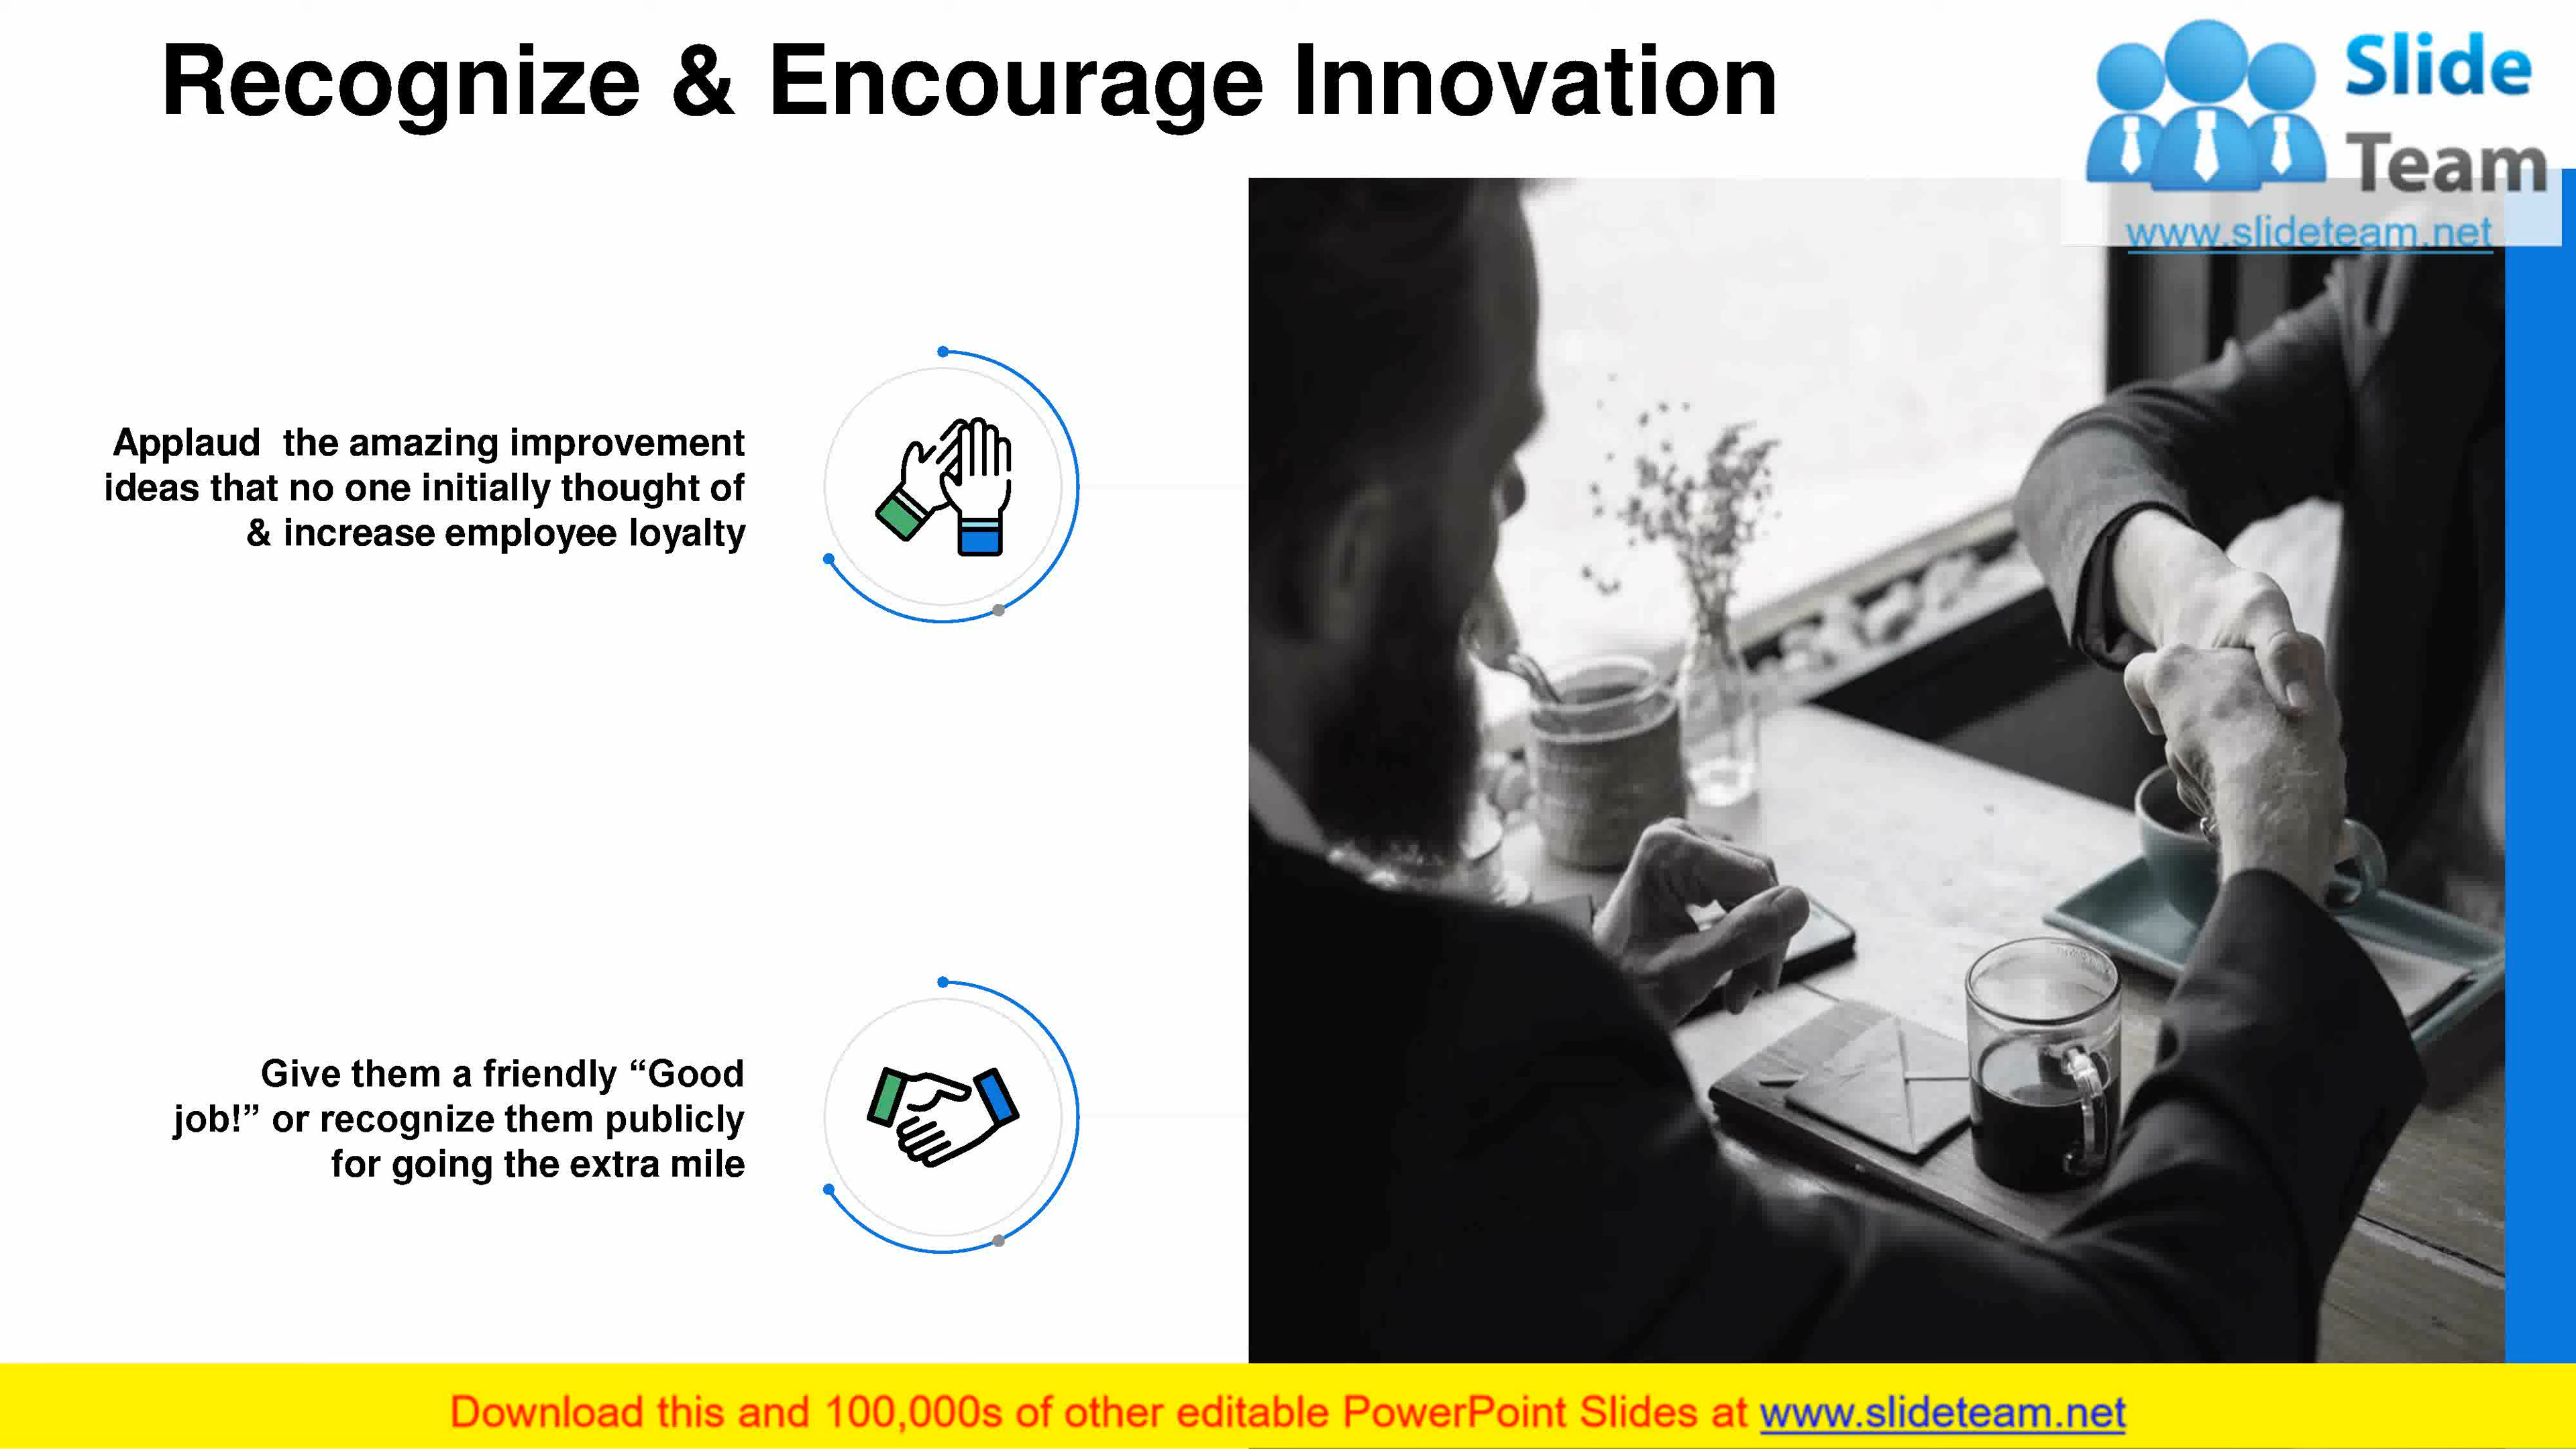 Recognize & Encourage Innovation
Slide
Team
www.slideteam.net
Applaud the amazing improvement
ideas that no one initially thought of
& increase employee loyalty
Give them a friendly “Good
job!” or recognize them publicly
for going the extra mile
Download this and 100,000s of other editable PowerPoint Slides at www.slideteam.net